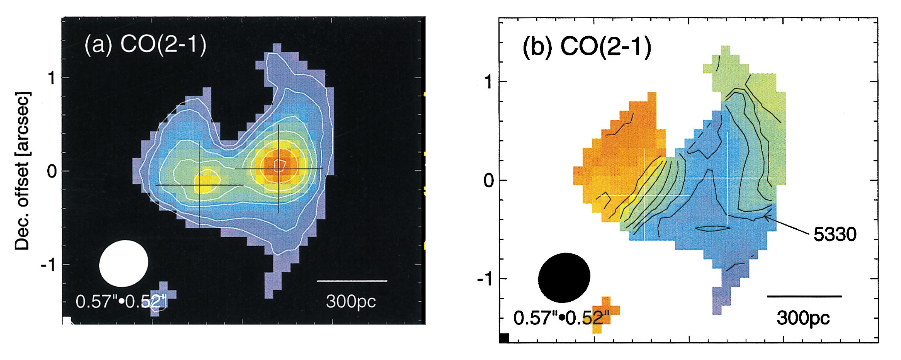 (a) CO(2-1)
1
0
-1
Dec. offset [arcsec]
0.57"•0.52"
300pc
(b) CO(2-1)
1
0
-1
5330
0.57"•0.52"
300pc